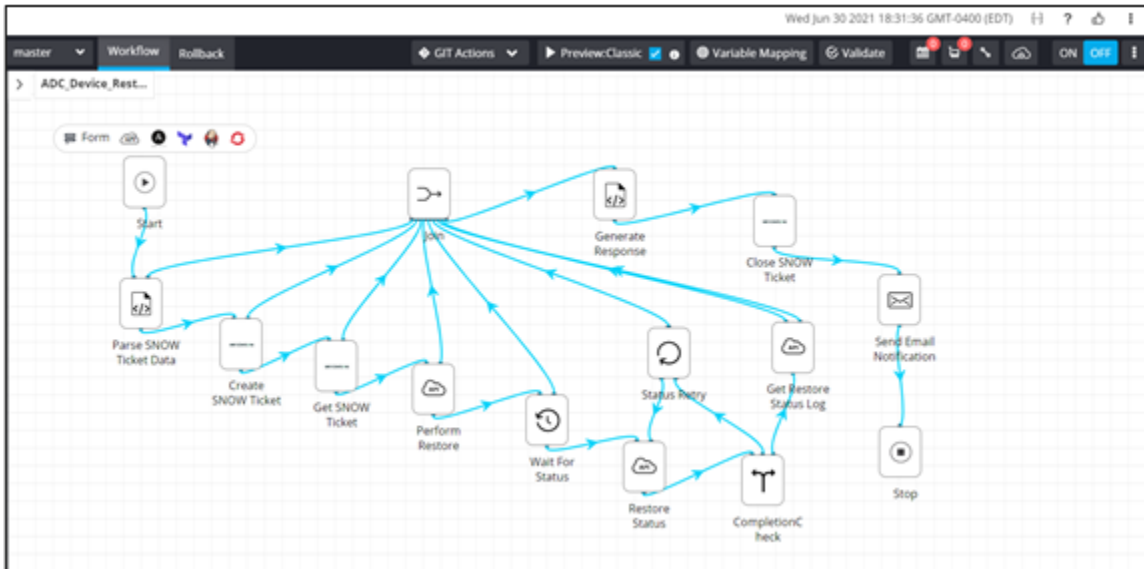 Wed Jun 30 2021 18:31:36 GMT-0400 (EDT)
master Workflow Rollback GIT Actions Preview:Classic Variable Mapping Validate 0 0 ON OFF
ADC_Device_Rest...
Form
Start
Join
Generate
Response
Close SNOW
Ticket
Parse SNOW
Ticket Data
Create
SNOW Ticket
Get SNOW
Ticket
Perform
Restore
Wait For
Status
Status Retry
Restore
Status
CompletionC
heck
Get Restore
Status Log
Send Email
Notification
Stop